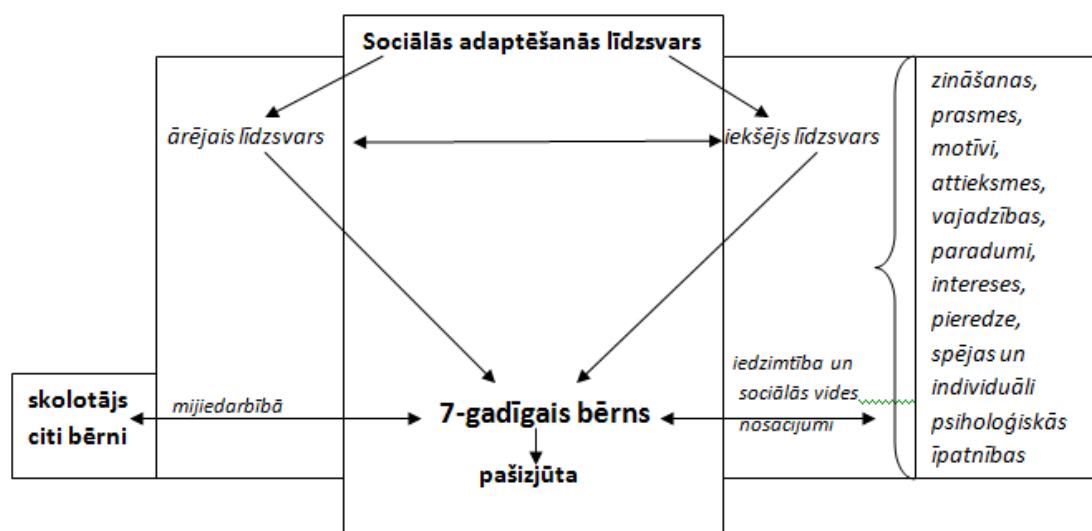 Sociālās adaptēšanās līdzsvars
ārējais līdzsvars
iekšējs līdzsvars
zināšanas,
prasmes,
motīvi,
attieksmes,
vajadzības,
paradumi,
intereses,
pieredze,
spējas un
individuāli
psiholoģiskās
īpatnības
skolotājs
citi bērni
mijiedarbībā
7-gadīgais bērns
pašizjūta
iedzimtība un
sociālās vides
nosacījumi